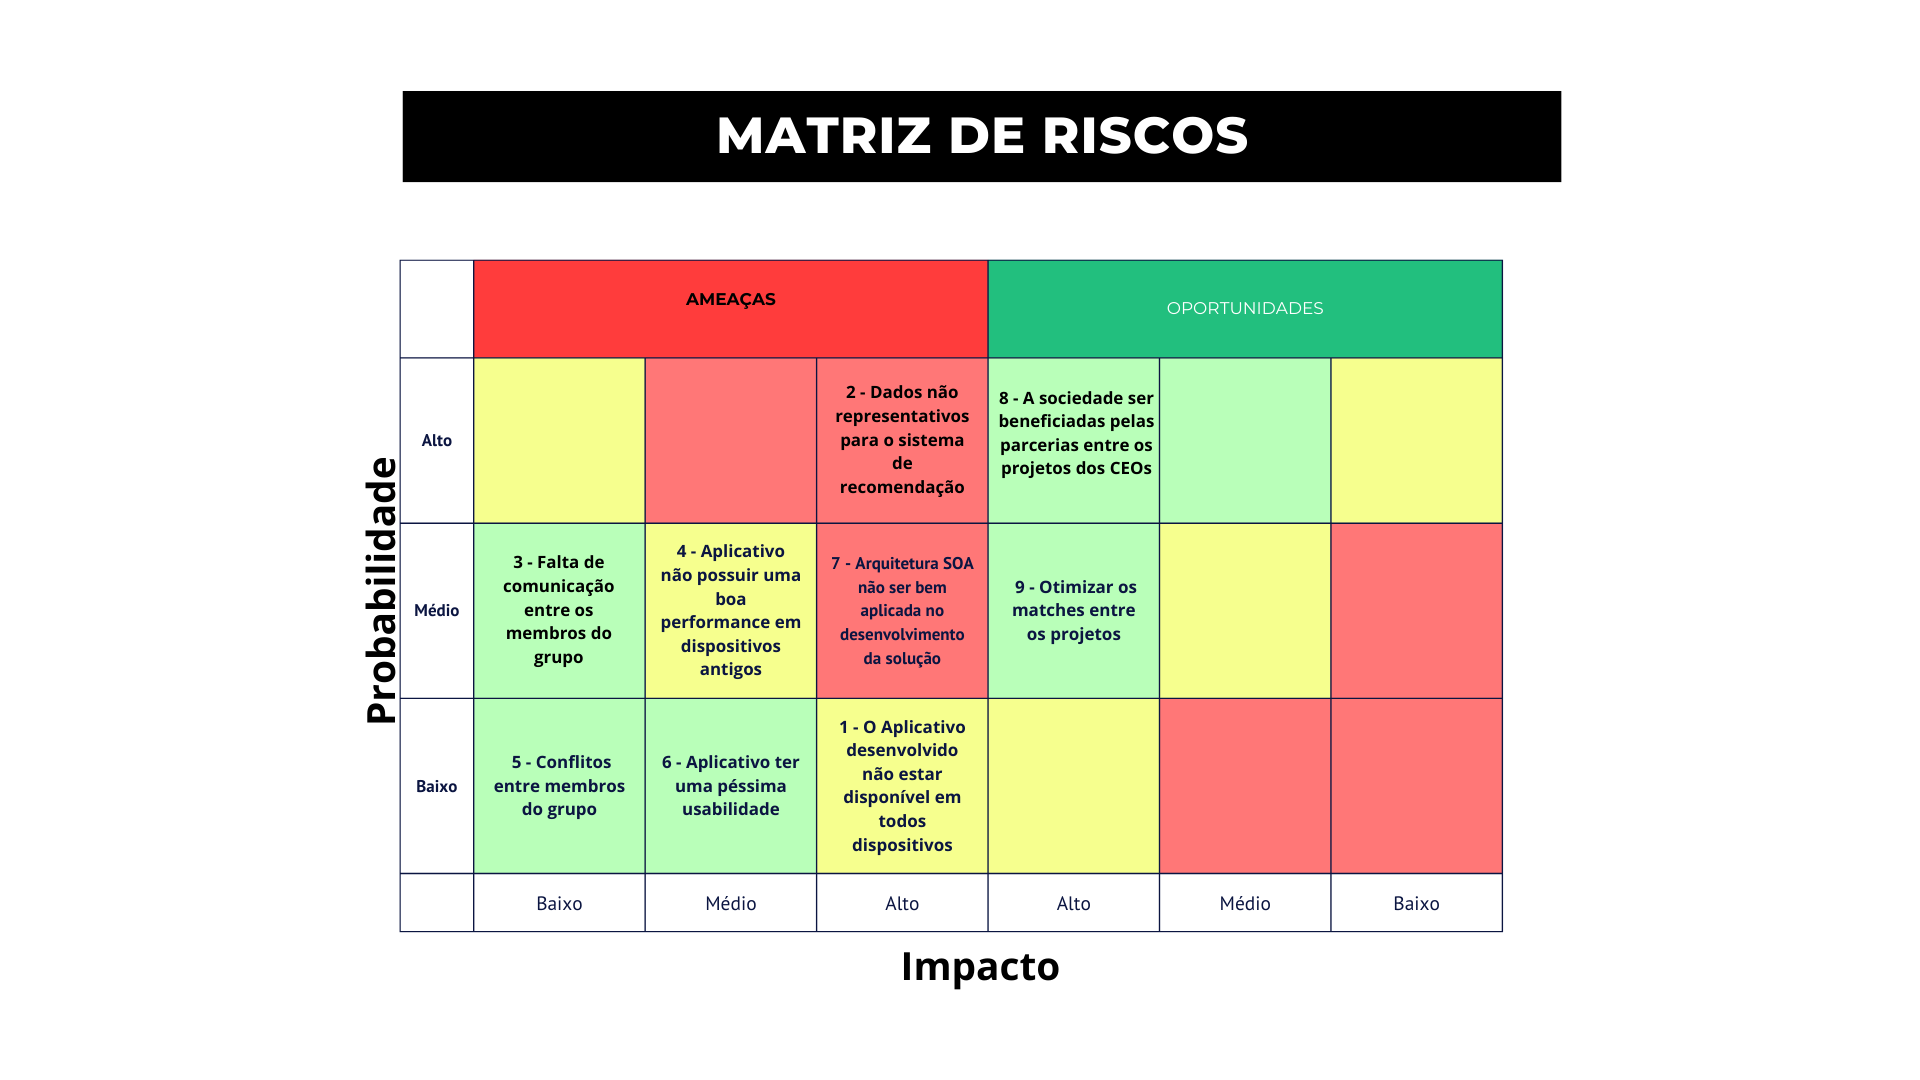 MATRIZ DE RISCOS
AMEAÇAS
OPORTUNIDADES
Probabilidade
Alto
2 - Dados não
representativos
para o sistema
de
recomendação
8 - A sociedade ser
beneficiadas pelas
parcerias entre os
projetos dos CEOs
Médio
3 - Falta de
comunicação
entre os
membros do
grupo
4 - Aplicativo
não possuir uma
boa
performance em
dispositivos
antigos
7 - Arquitetura SOA
não ser bem
aplicada no
desenvolvimento
da solução
9 - Otimizar os
matches entre
os projetos
Baixo
5 - Conflitos
entre membros
do grupo
6 - Aplicativo ter
uma péssima
usabilidade
1 - O Aplicativo
desenvolvido
não estar
disponível em
todos
dispositivos
Baixo
Médio
Alto
Alto
Médio
Baixo
Impacto